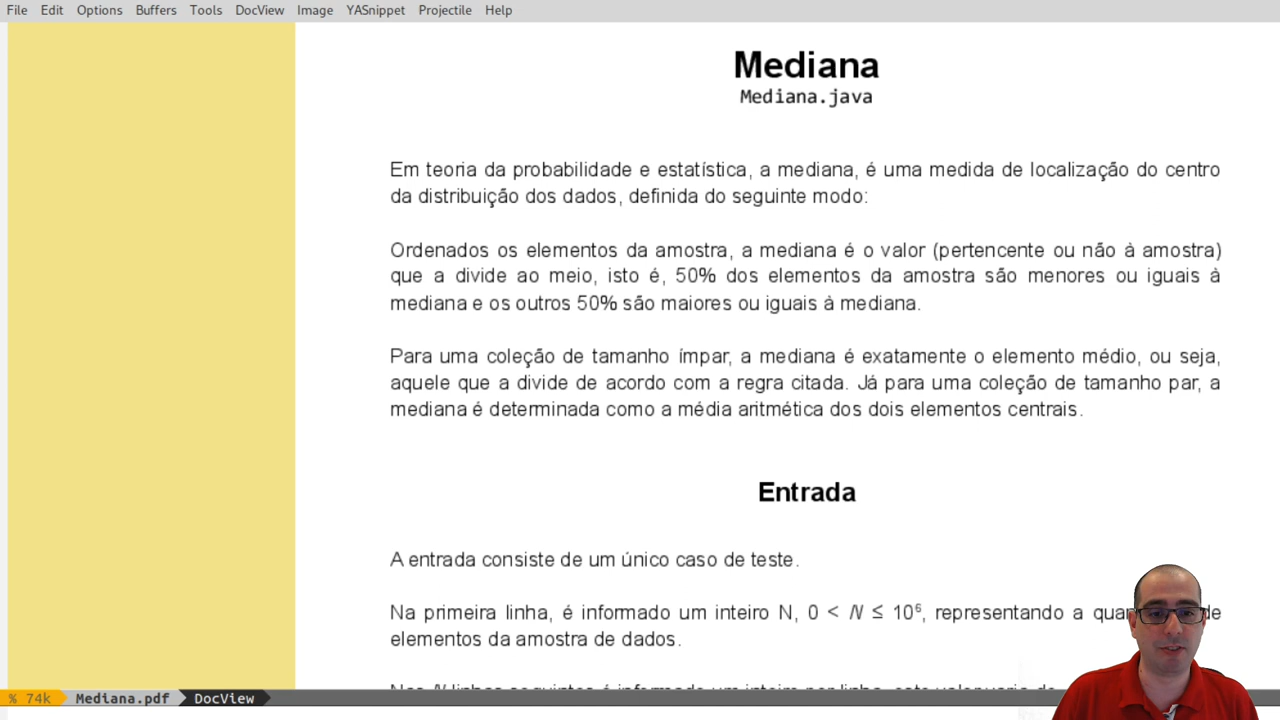 File Edit Options Buffers Tools DocView Image YASnippet Projectile Help
Mediana
Mediana.java
Em teoria da probabilidade e estatística, a mediana, é uma medida de localização do centro
da distribuição dos dados, definida do seguinte modo:
Ordenados os elementos da amostra, a mediana é o valor (pertencente ou não à amostra)
que a divide ao meio, isto é, 50% dos elementos da amostra são menores ou iguais à
mediana e os outros 50% são maiores ou iguais à mediana.
Para uma coleção de tamanho ímpar, a mediana é exatamente o elemento médio, ou seja,
aquele que a divide de acordo com a regra citada. Já para uma coleção de tamanho par, a
mediana é determinada como a média aritmética dos dois elementos centrais.
Entrada
A entrada consiste de um único caso de teste.
Na primeira linha, é informado um inteiro N, 0 < N ≤ 10⁶, representando a de
elementos da amostra de dados.
% 74k Mediana.pdf DocView